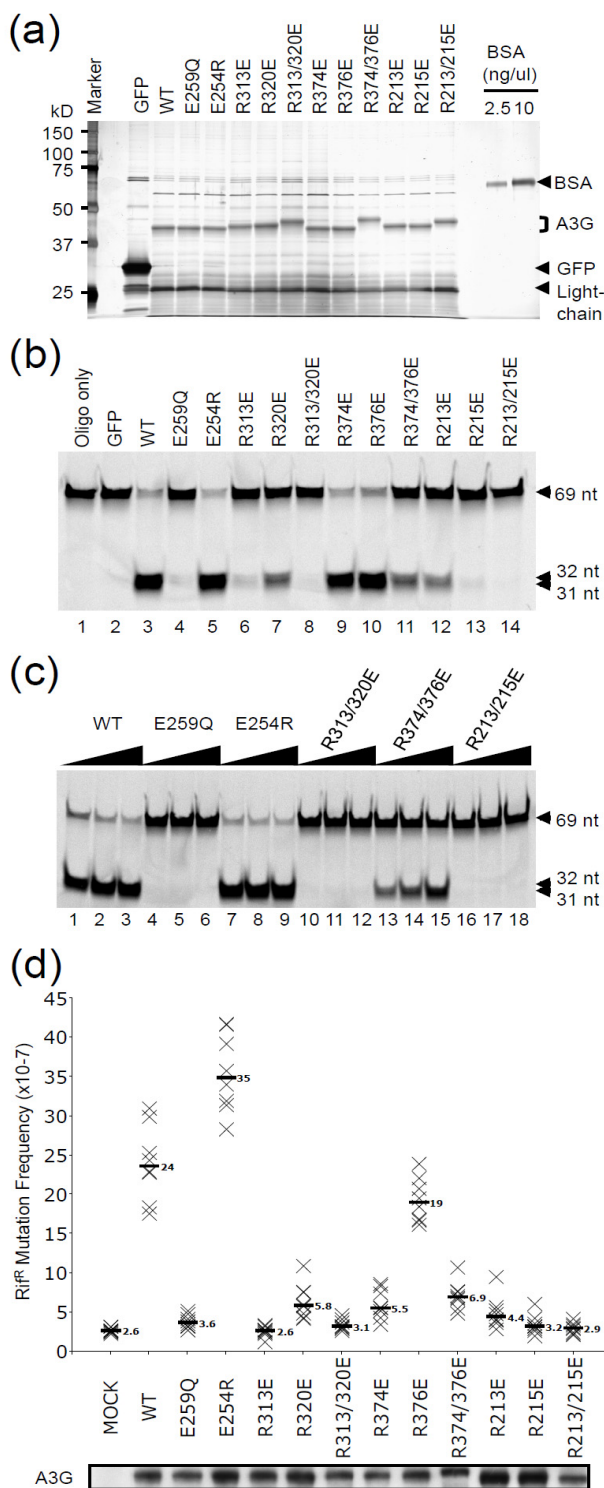 (a)
Marker
GFP
WT
E259Q
E254R
R313E
R320E
R313/320E
R374E
R376E
R374/376E
R213E
R215E
R213/215E
BSA
(ng/ul)
2.5 10
kD
150
100
75
50
37
25
BSA
A3G
GFP
Light-
chain
(b)
Oligo only
GFP
WT
E259Q
E254R
R313E
R320E
R313/320E
R374E
R376E
R374/376E
R213E
R215E
R213/215E
69 nt
32 nt
31 nt
1 2 3 4 5 6 7 8 9 10 11 12 13 14
(c)
WT
E259Q
E254R
R313/320E
R374/376E
R213/215E
69 nt
32 nt
31 nt
1 2 3 4 5 6 7 8 9 10 11 12 13 14 15 16 17 18
(d)
Rifᴿ Mutation Frequency (x10-7)
45
40
35
30
25
20
15
10
5
0
2.6
24
3.6
35
2.6
5.8
3.1
5.5
19
6.9
4.4
3.2
2.9
MOCK
WT
E259Q
E254R
R313E
R320E
R313/320E
R374E
R376E
R374/376E
R213E
R215E
R213/215E
A3G